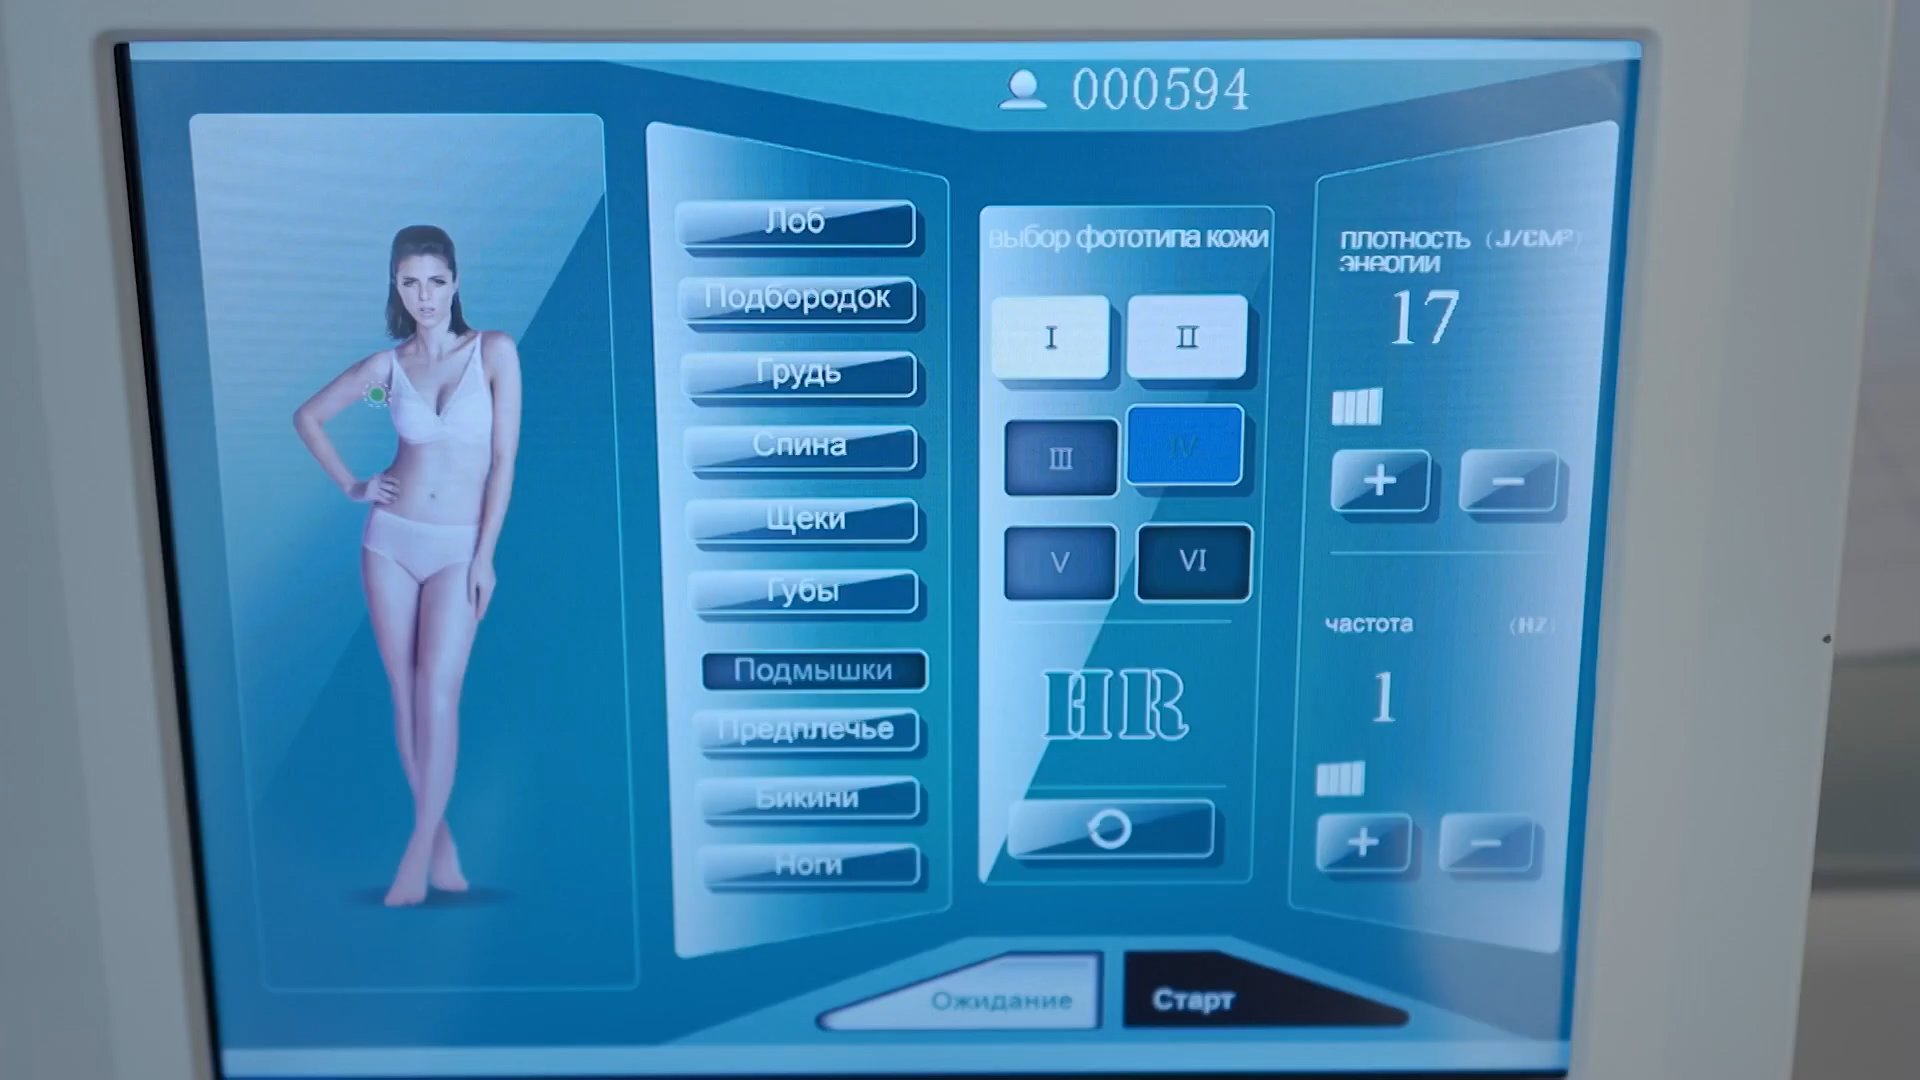 000594
Лоб
Подбородок
Грудь
Спина
Щеки
Губы
Подмышки
Предплечье
Бикини
Ноги
выбор фототипа кожи
I
II
III
IV
V
VI
HR
плотность (J/CM²)
энергии
17
+
−
частота (HZ)
1
+
−
Ожидание
Старт